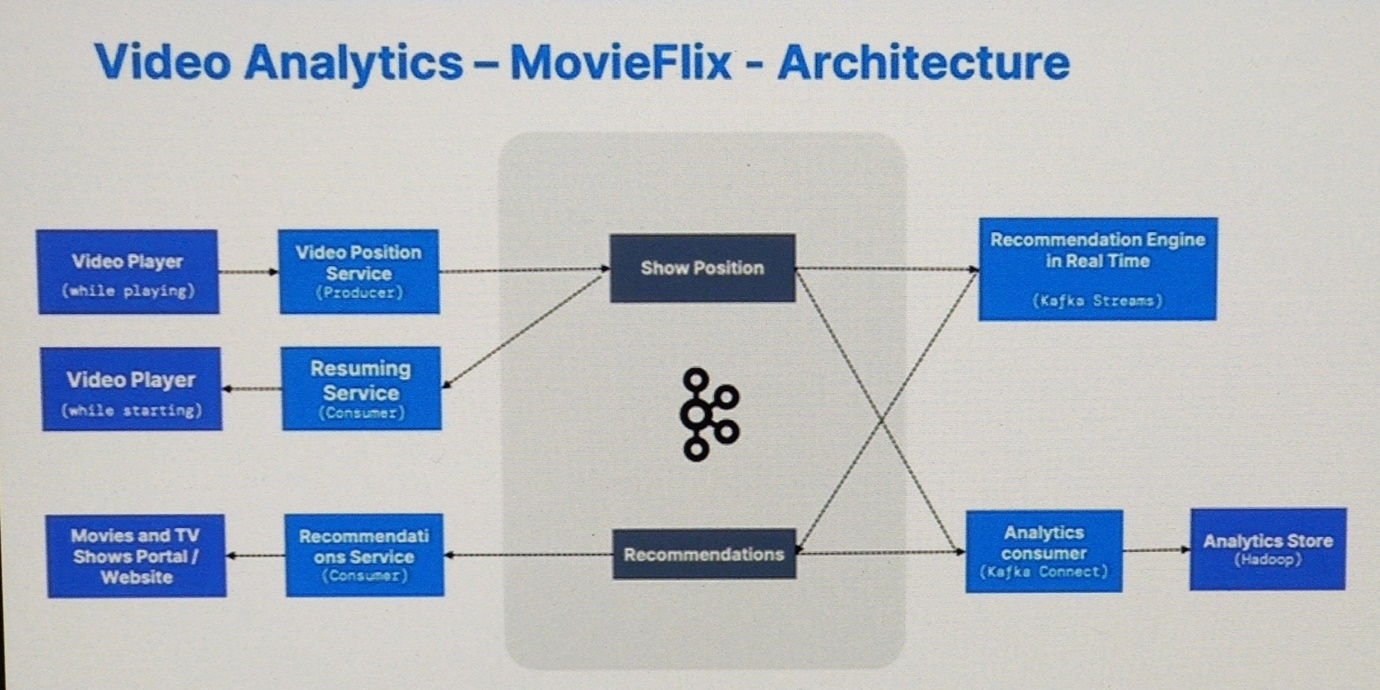 Video Analytics – MovieFlix - Architecture
Video Player
(while playing)
Video Position
Service
(Producer)
Show Position
Recommendation Engine
in Real Time
(Kafka Streams)
Video Player
(while starting)
Resuming
Service
(Consumer)
Movies and TV
Shows Portal /
Website
Recommendati
ons Service
(Consumer)
Recommendations
Analytics
consumer
(Kafka Connect)
Analytics Store
(Hadoop)